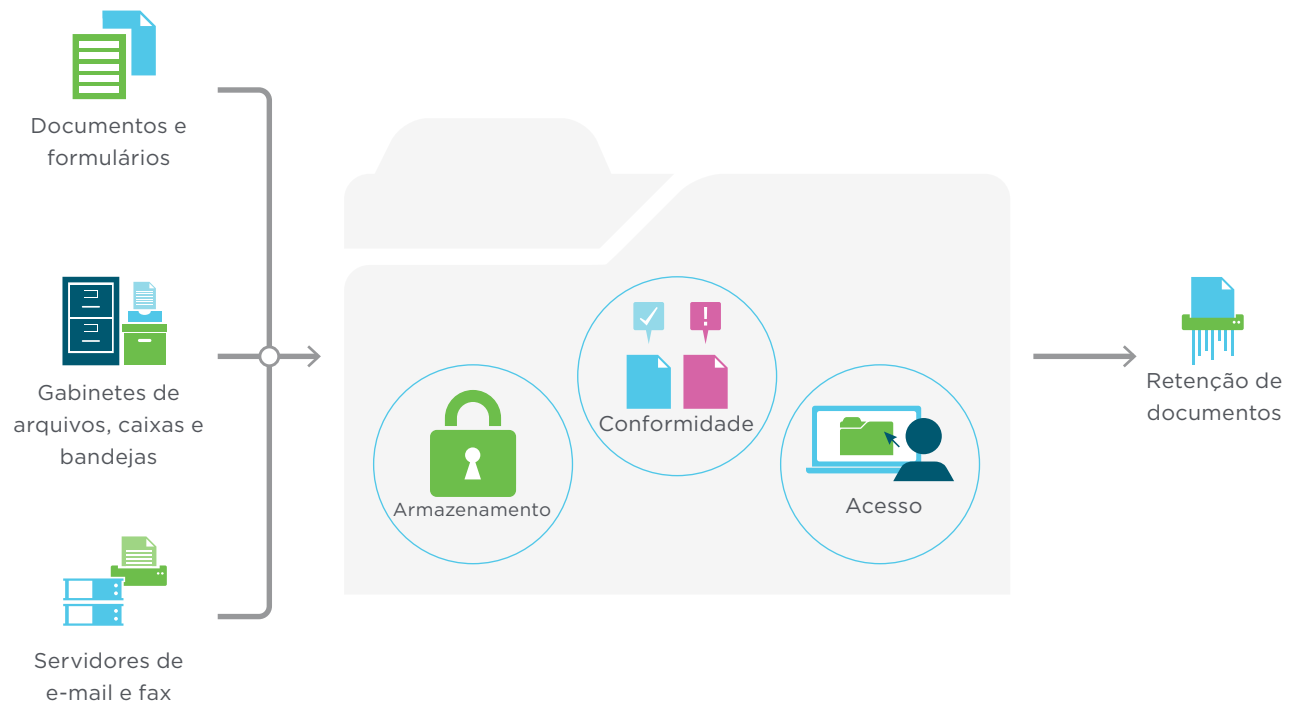 Documentos e
formulários
Gabinetes de
arquivos, caixas e
bandejas
Servidores de
e-mail e fax
Armazenamento
Conformidade
Acesso
Retenção de
documentos